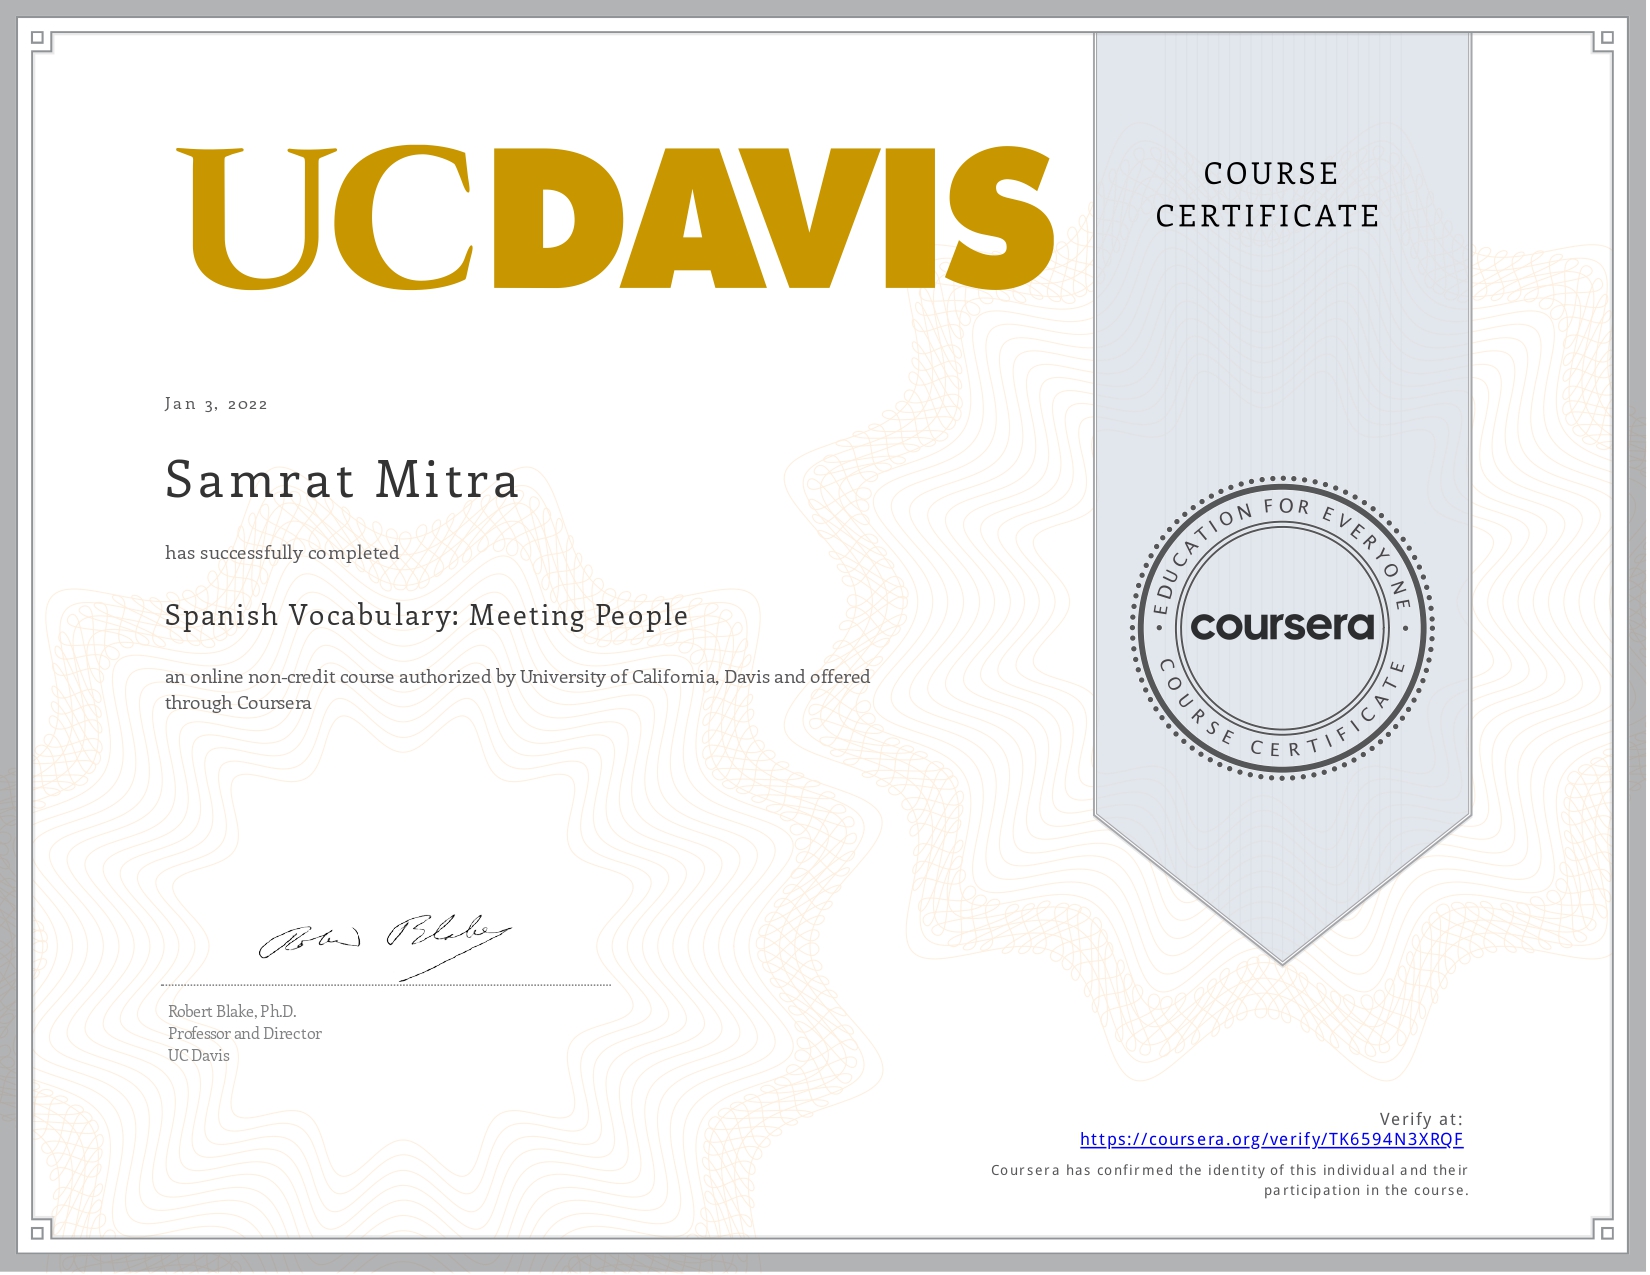 UCDAVIS
COURSE
CERTIFICATE
Jan 3, 2022
Samrat Mitra
has successfully completed
Spanish Vocabulary: Meeting People
an online non-credit course authorized by University of California, Davis and offered
through Coursera
EDUCATION FOR EVERYONE
coursera
COURSE CERTIFICATE
Robert Blake
Robert Blake, Ph.D.
Professor and Director
UC Davis
Verify at:
https://coursera.org/verify/TK6594N3XRQF
Coursera has confirmed the identity of this individual and their
participation in the course.